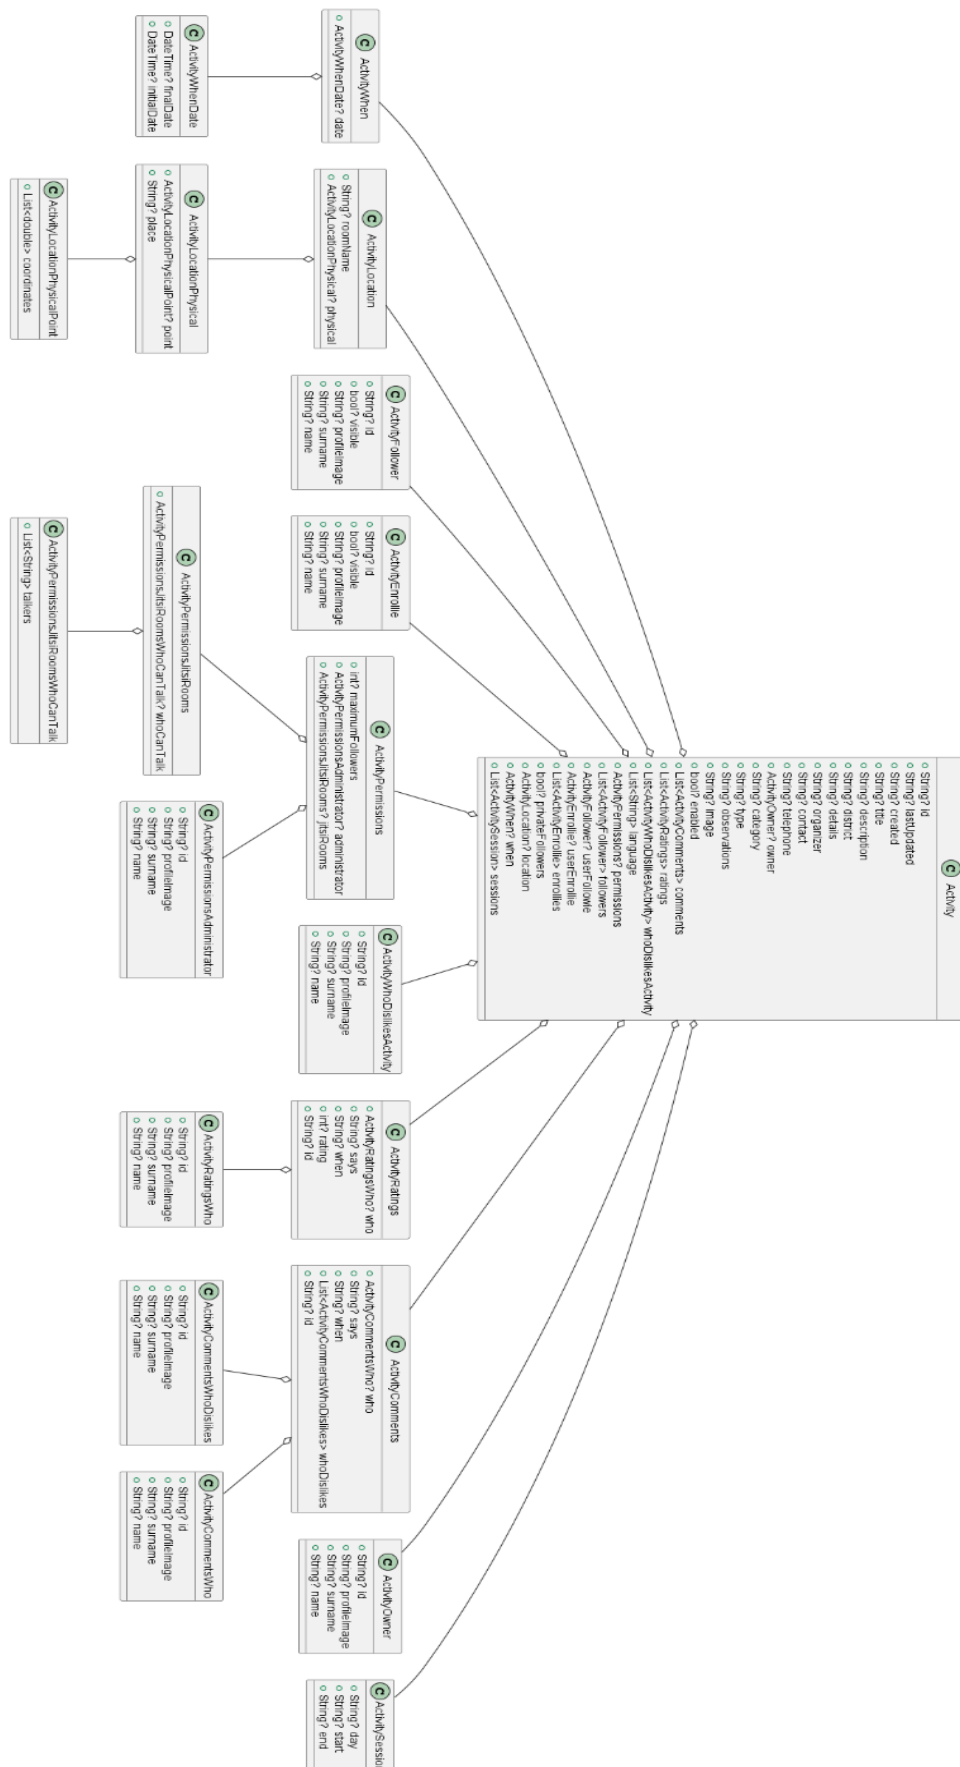 Activity
String? id
String? lastUpdated
String? created
String? title
String? description
String? district
String? details
String? organizer
String? contact
String? telephone
ActivityOwner? owner
String? category
String? type
String? observations
String? image
bool? enabled
List<ActivityComments> comments
List<ActivityRatings> ratings
List<ActivityWhoDislikesActivity> whoDislikesActivity
List<String> language
ActivityPermissions? permissions
List<ActivityFollower> followers
ActivityFollower? userFollowie
ActivityEnrollie? userEnrollie
List<ActivityEnrollie> enrollies
bool? privateFollowers
ActivityLocation? location
ActivityWhen? when
List<ActivitySession> sessions
ActivityWhen
ActivityWhenDate? date
ActivityLocation
String? roomName
ActivityLocationPhysical? physical
ActivityFollower
String? id
bool? visible
String? profileImage
String? surname
String? name
ActivityEnrollie
String? id
bool? visible
String? profileImage
String? surname
String? name
ActivityPermissions
int? maximumFollowers
ActivityPermissionsAdministrator? administrator
ActivityPermissionsJitsiRooms? jitsiRooms
ActivityWhoDislikesActivity
String? id
String? profileImage
String? surname
String? name
ActivityRatings
ActivityRatingsWho? who
String? says
String? when
int? rating
String? id
ActivityComments
ActivityCommentsWho? who
String? says
String? when
List<ActivityCommentsWhoDislikes> whoDislikes
String? id
ActivityOwner
String? id
String? profileImage
String? surname
String? name
ActivitySession
String? day
String? start
String? end
ActivityWhenDate
DateTime? finalDate
DateTime? initialDate
ActivityLocationPhysical
ActivityLocationPhysicalPoint? point
String? place
ActivityPermissionsJitsiRooms
ActivityPermissionsJitsiRoomsWhoCanTalk? whoCanTalk
ActivityPermissionsAdministrator
String? id
String? profileImage
String? surname
String? name
ActivityRatingsWho
String? id
String? profileImage
String? surname
String? name
ActivityCommentsWhoDislikes
String? id
String? profileImage
String? surname
String? name
ActivityCommentsWho
String? id
String? profileImage
String? surname
String? name
ActivityLocationPhysicalPoint
List<double> coordinates
ActivityPermissionsJitsiRoomsWhoCanTalk
List<String> talkers